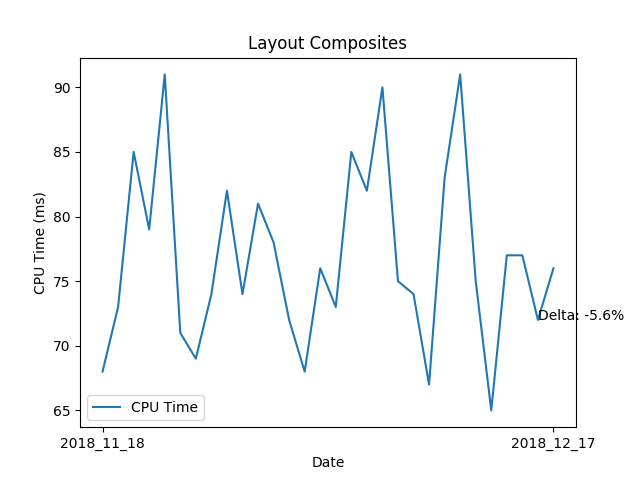 Layout Composites
90
85
80
75
70
65
CPU Time (ms)
Delta: -5.6%
CPU Time
2018_11_18
2018_12_17
Date